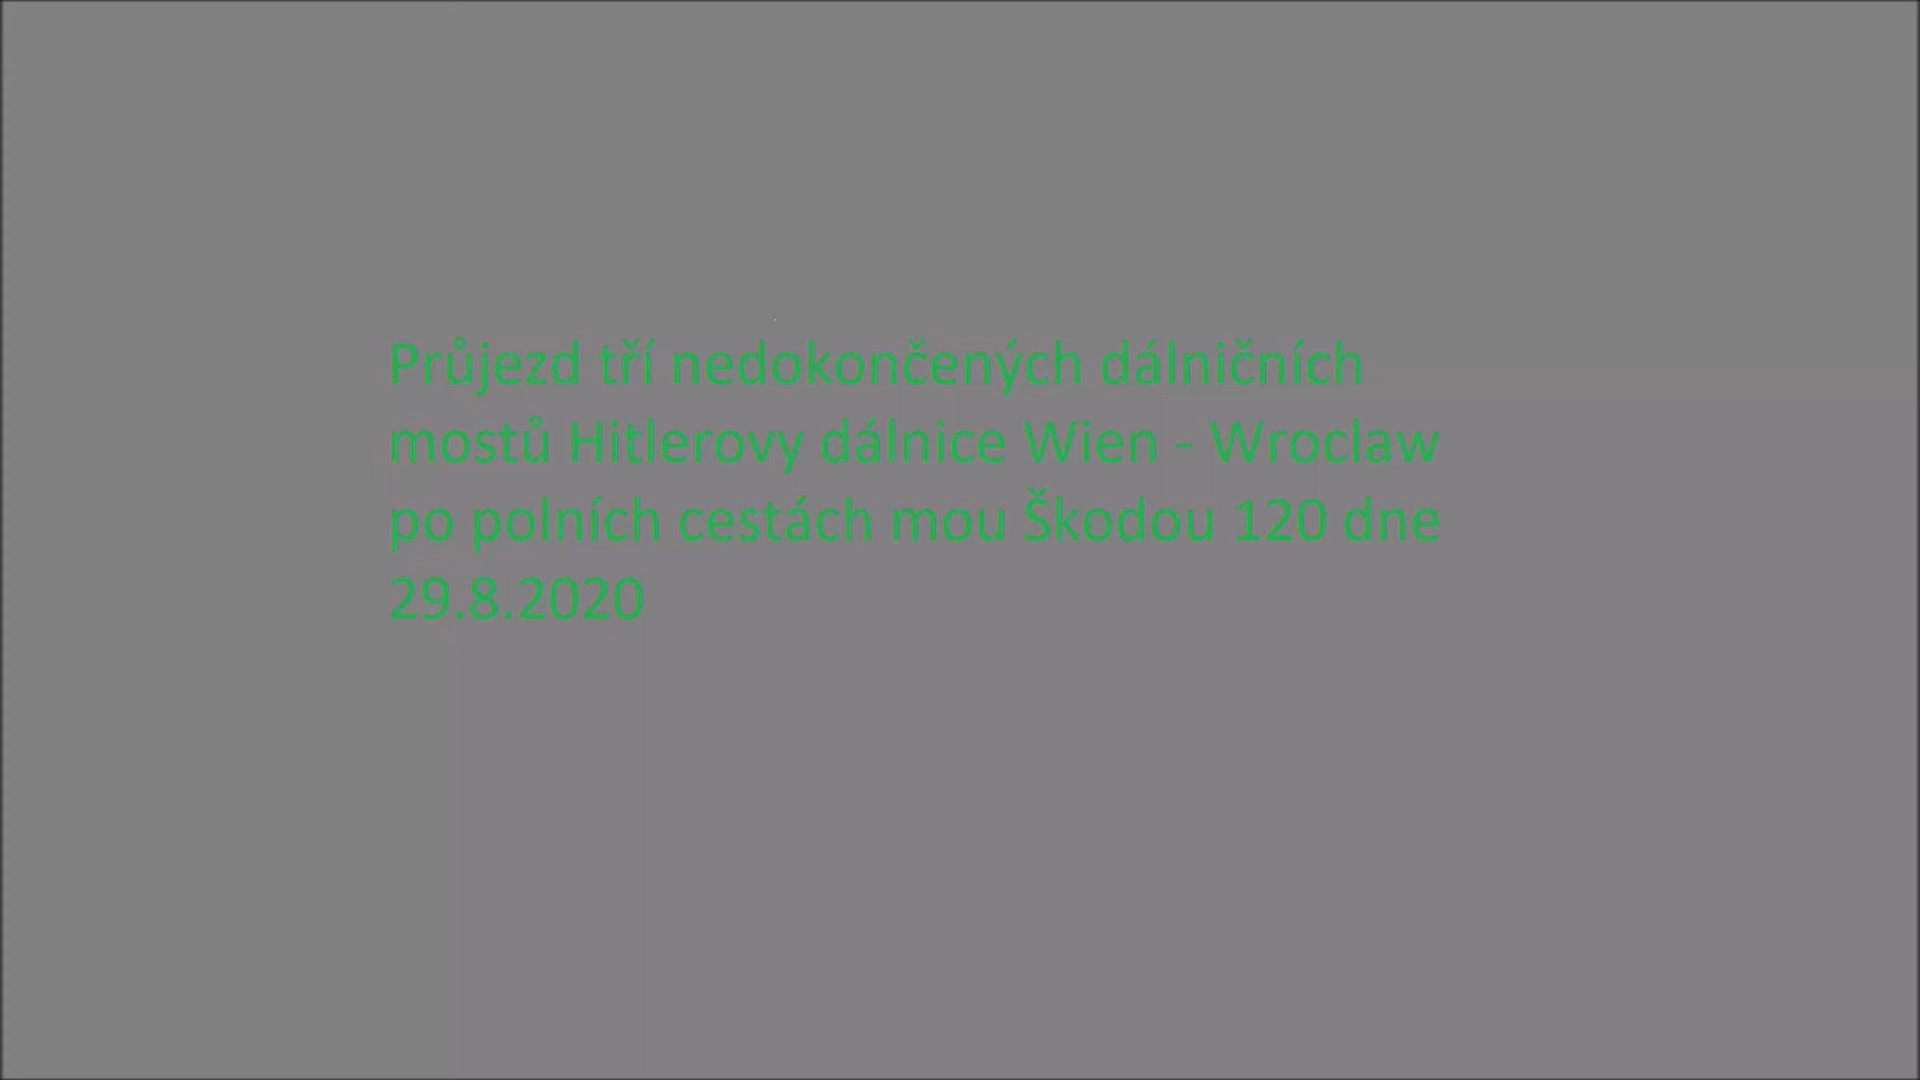 Průjezd tří nedokončených dálničních
mostů Hitlerovy dálnice Wien - Wroclaw
po polních cestách mou Škodou 120 dne
29.8.2020